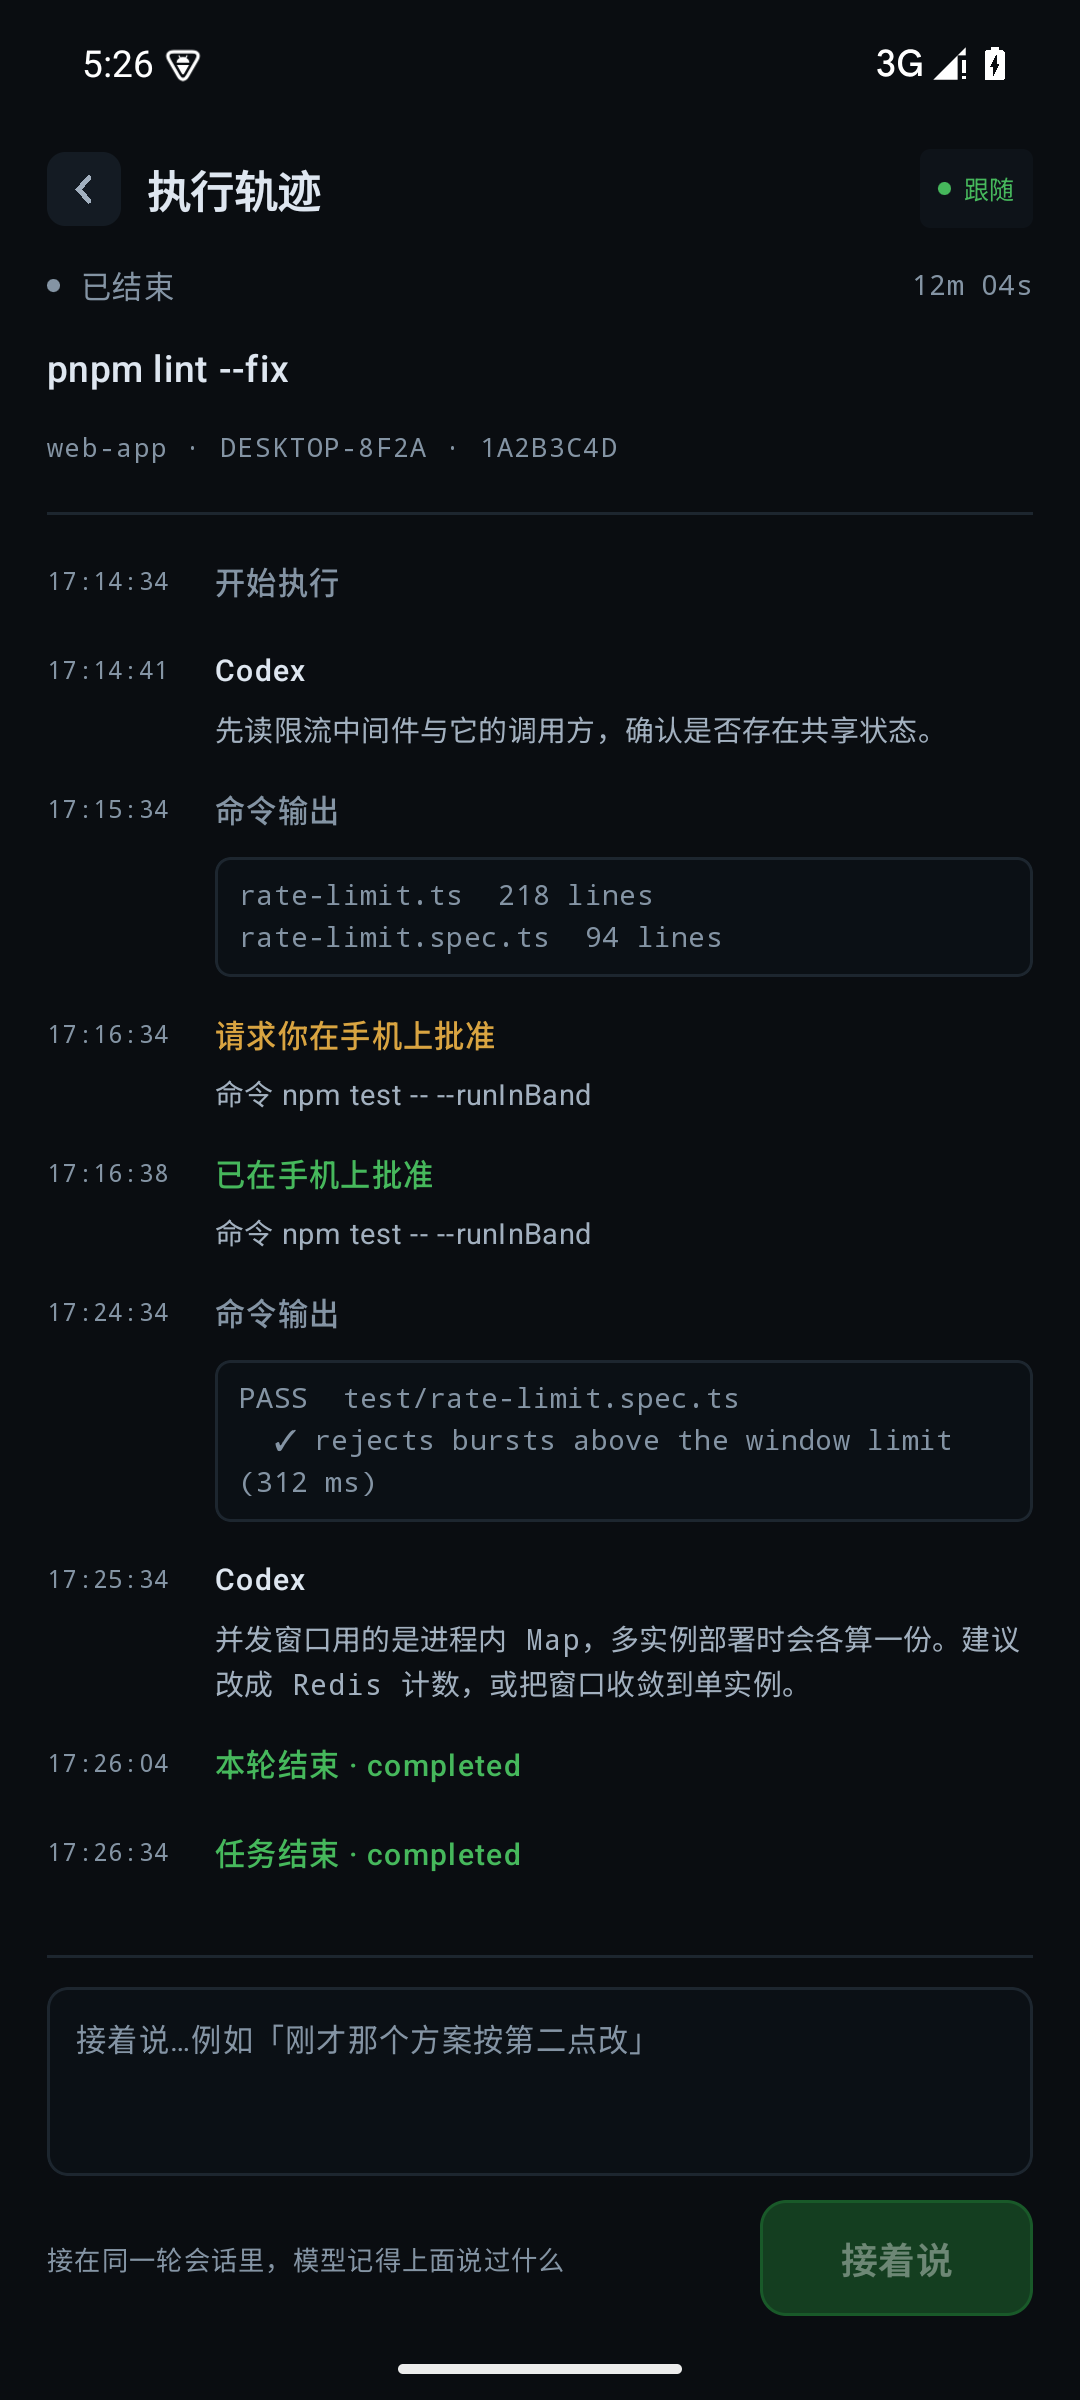 5:26
3G
执行轨迹
跟随
已结束
12m 04s
pnpm lint --fix
web-app · DESKTOP-8F2A · 1A2B3C4D
17:14:34 开始执行
17:14:41 Codex
先读限流中间件与它的调用方，确认是否存在共享状态。
17:15:34 命令输出
rate-limit.ts  218 lines
rate-limit.spec.ts  94 lines
17:16:34 请求你在手机上批准
命令 npm test -- --runInBand
17:16:38 已在手机上批准
命令 npm test -- --runInBand
17:24:34 命令输出
PASS  test/rate-limit.spec.ts
✓ rejects bursts above the window limit
(312 ms)
17:25:34 Codex
并发窗口用的是进程内 Map，多实例部署时会各算一份。建议
改成 Redis 计数，或把窗口收敛到单实例。
17:26:04 本轮结束 · completed
17:26:34 任务结束 · completed
接着说…例如「刚才那个方案按第二点改」
接在同一轮会话里，模型记得上面说过什么
接着说